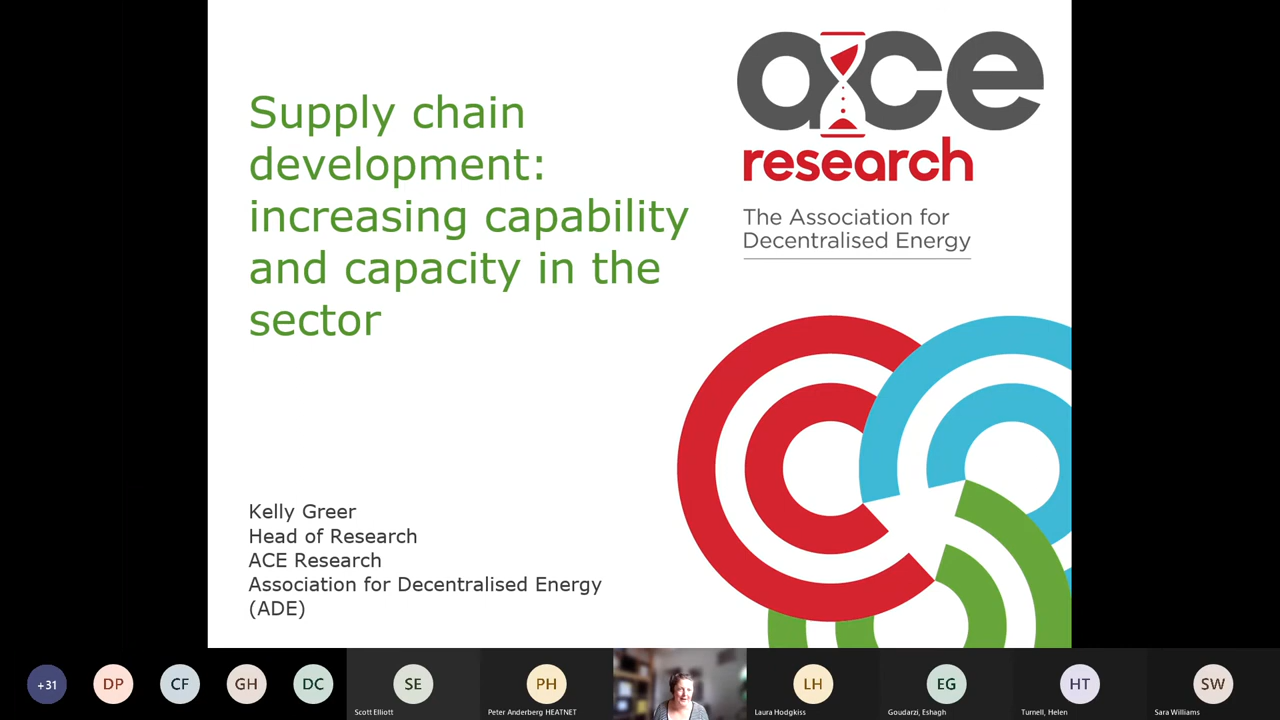 Supply chain
development:
increasing capability
and capacity in the
sector
ace
research
The Association for
Decentralised Energy
Kelly Greer
Head of Research
ACE Research
Association for Decentralised Energy
(ADE)
+31
DP
CF
GH
DC
SE
Scott Elliott
PH
Peter Anderberg HEATNET
LH
Laura Hodgkiss
EG
Goudarzi, Eshagh
HT
Turnell, Helen
SW
Sara Williams